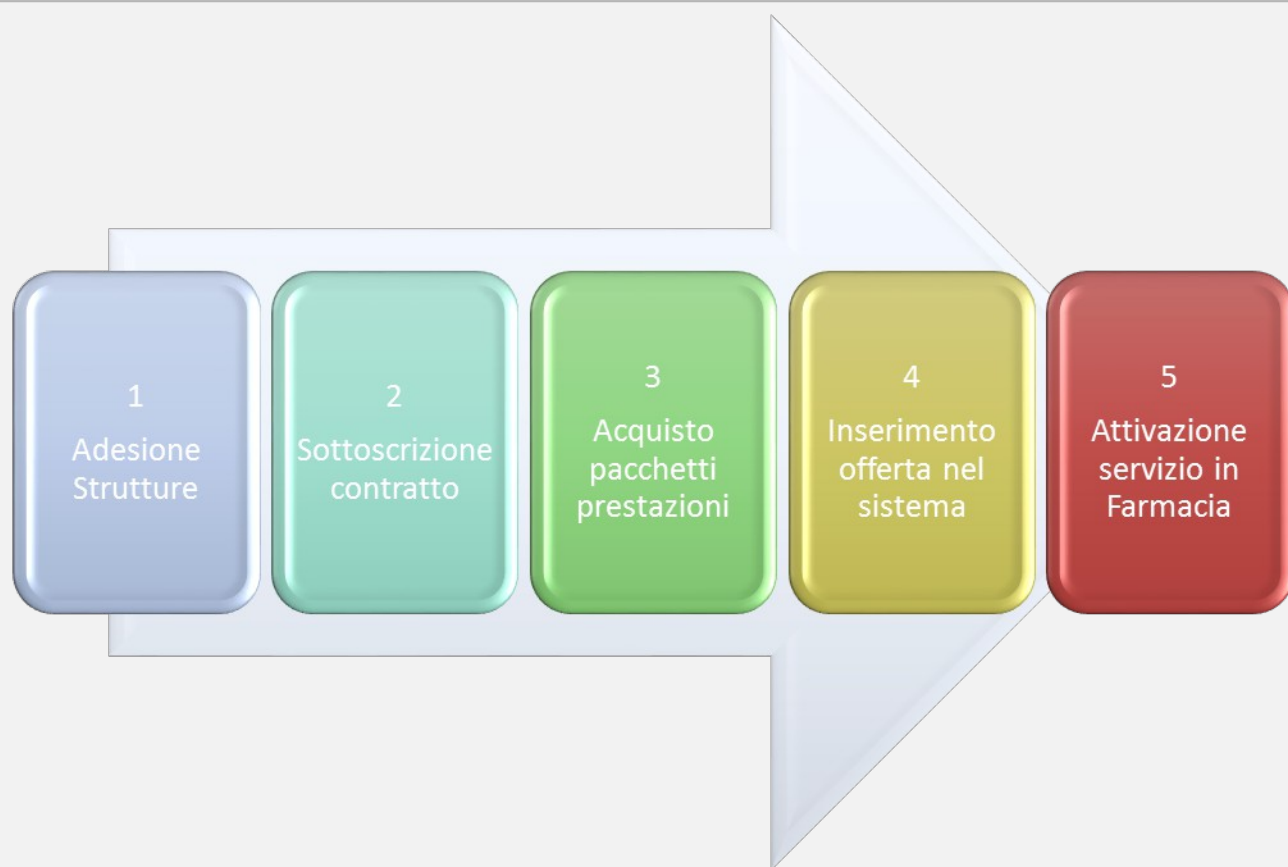 1
Adesione
Strutture
2
Sottoscrizione
contratto
3
Acquisto
pacchetti
prestazioni
4
Inserimento
offerta nel
sistema
5
Attivazione
servizio in
Farmacia